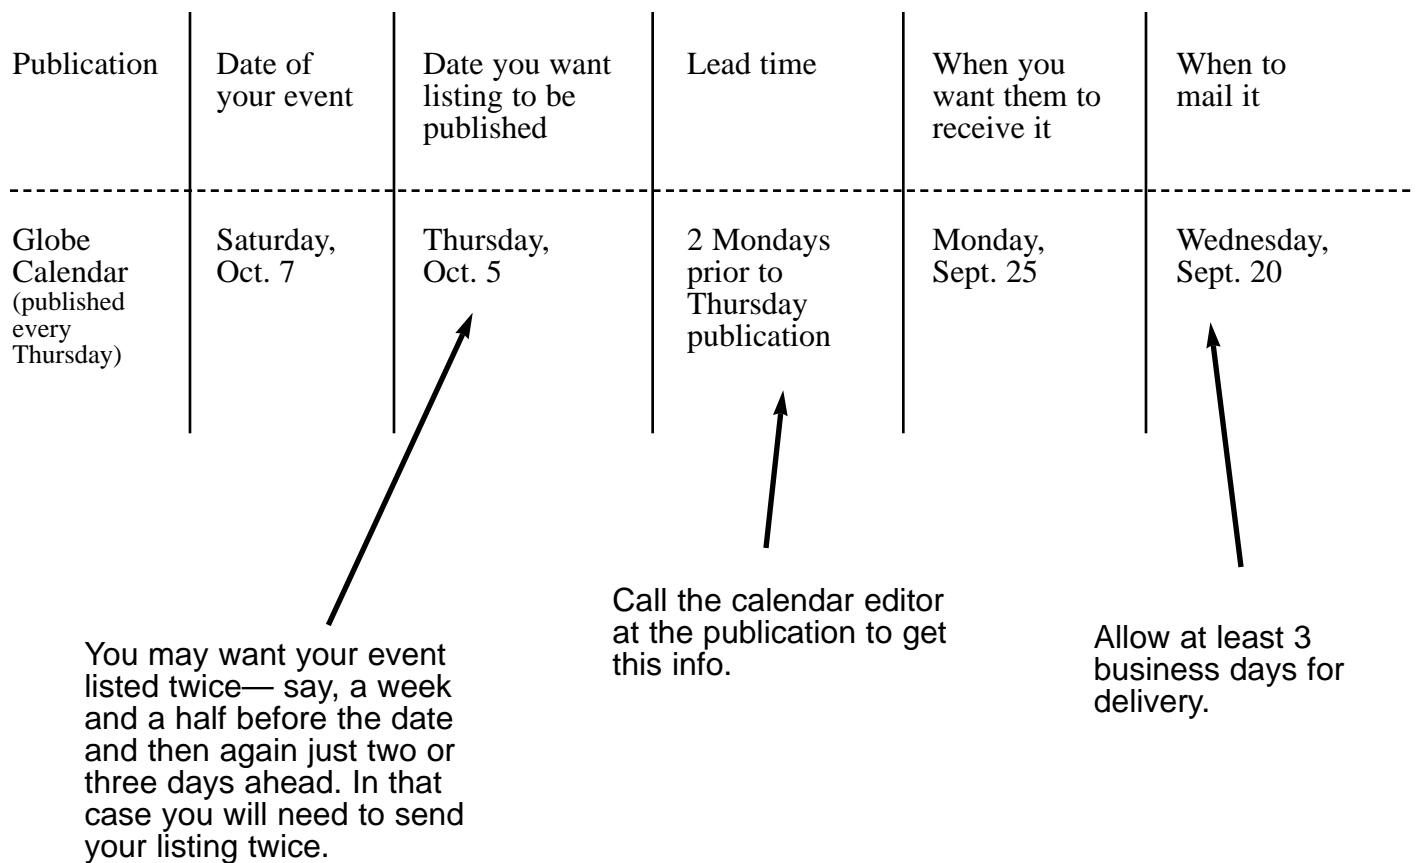 Publication
Date of
your event
Date you want
listing to be
published
Lead time
When you
want them to
receive it
When to
mail it
Globe
Calendar
(published
every
Thursday)
Saturday,
Oct. 7
Thursday,
Oct. 5
2 Mondays
prior to
Thursday
publication
Monday,
Sept. 25
Wednesday,
Sept. 20
You may want your event
listed twice— say, a week
and a half before the date
and then again just two or
three days ahead. In that
case you will need to send
your listing twice.
Call the calendar editor
at the publication to get
this info.
Allow at least 3
business days for
delivery.